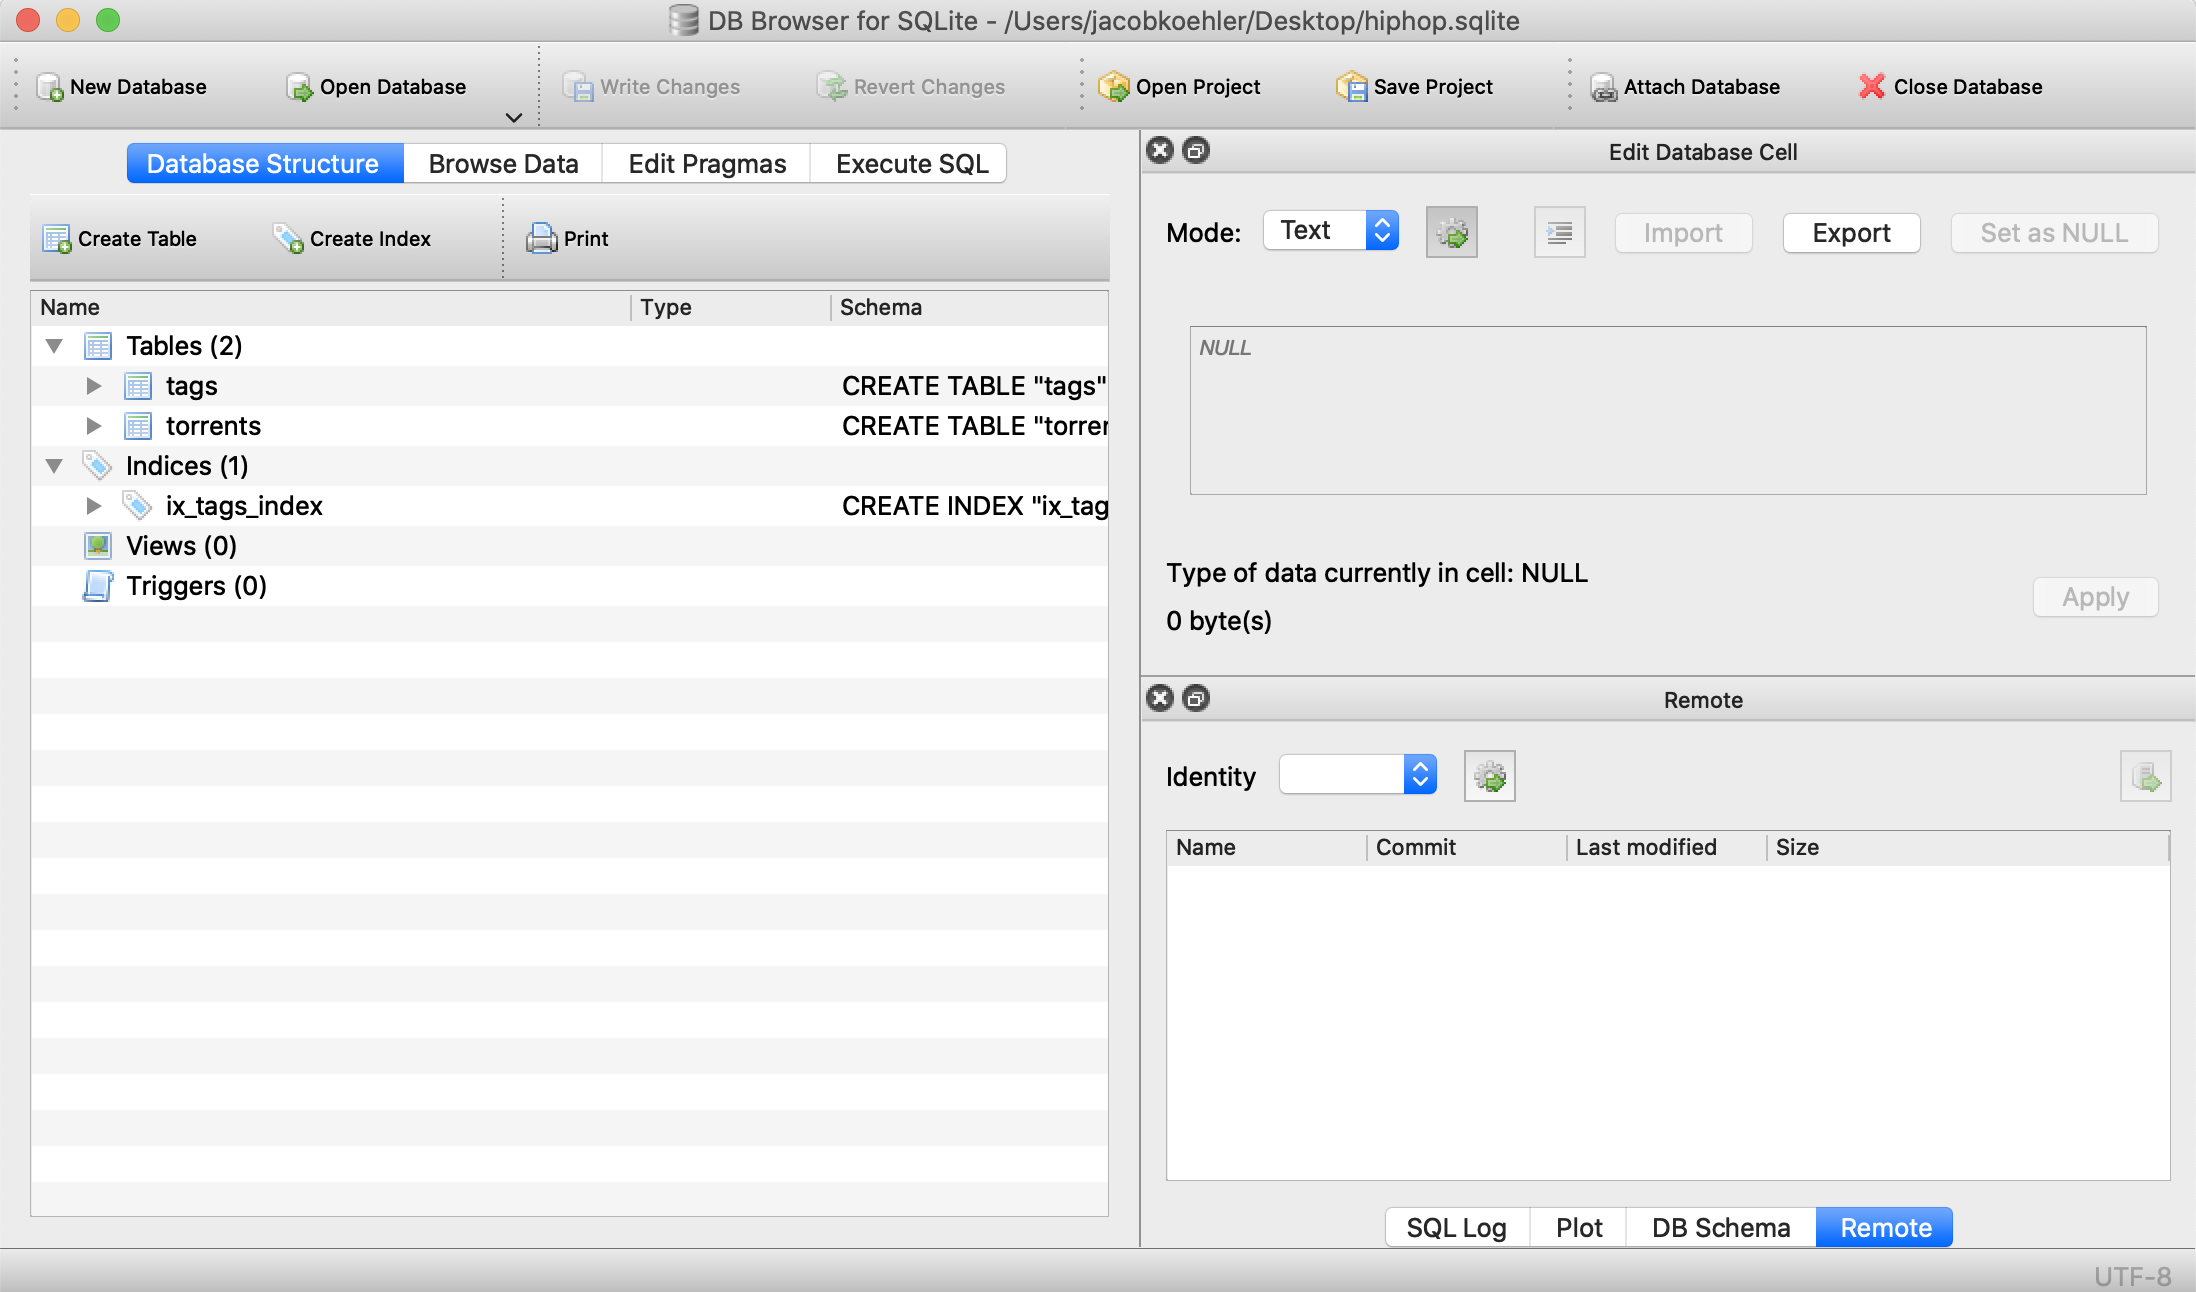 DB Browser for SQLite - /Users/jacobkoehler/Desktop/hiphop.sqlite
New Database Open Database Write Changes Revert Changes Open Project Save Project Attach Database Close Database
Database Structure Browse Data Edit Pragmas Execute SQL
Create Table Create Index Print
Name Type Schema
Tables (2)
tags CREATE TABLE "tags"
torrents CREATE TABLE "torrer
Indices (1)
ix_tags_index CREATE INDEX "ix_tag
Views (0)
Triggers (0)
Edit Database Cell
Mode: Text Import Export Set as NULL
NULL
Type of data currently in cell: NULL
0 byte(s)
Apply
Remote
Identity
Name Commit Last modified Size
SQL Log Plot DB Schema Remote
UTF-8